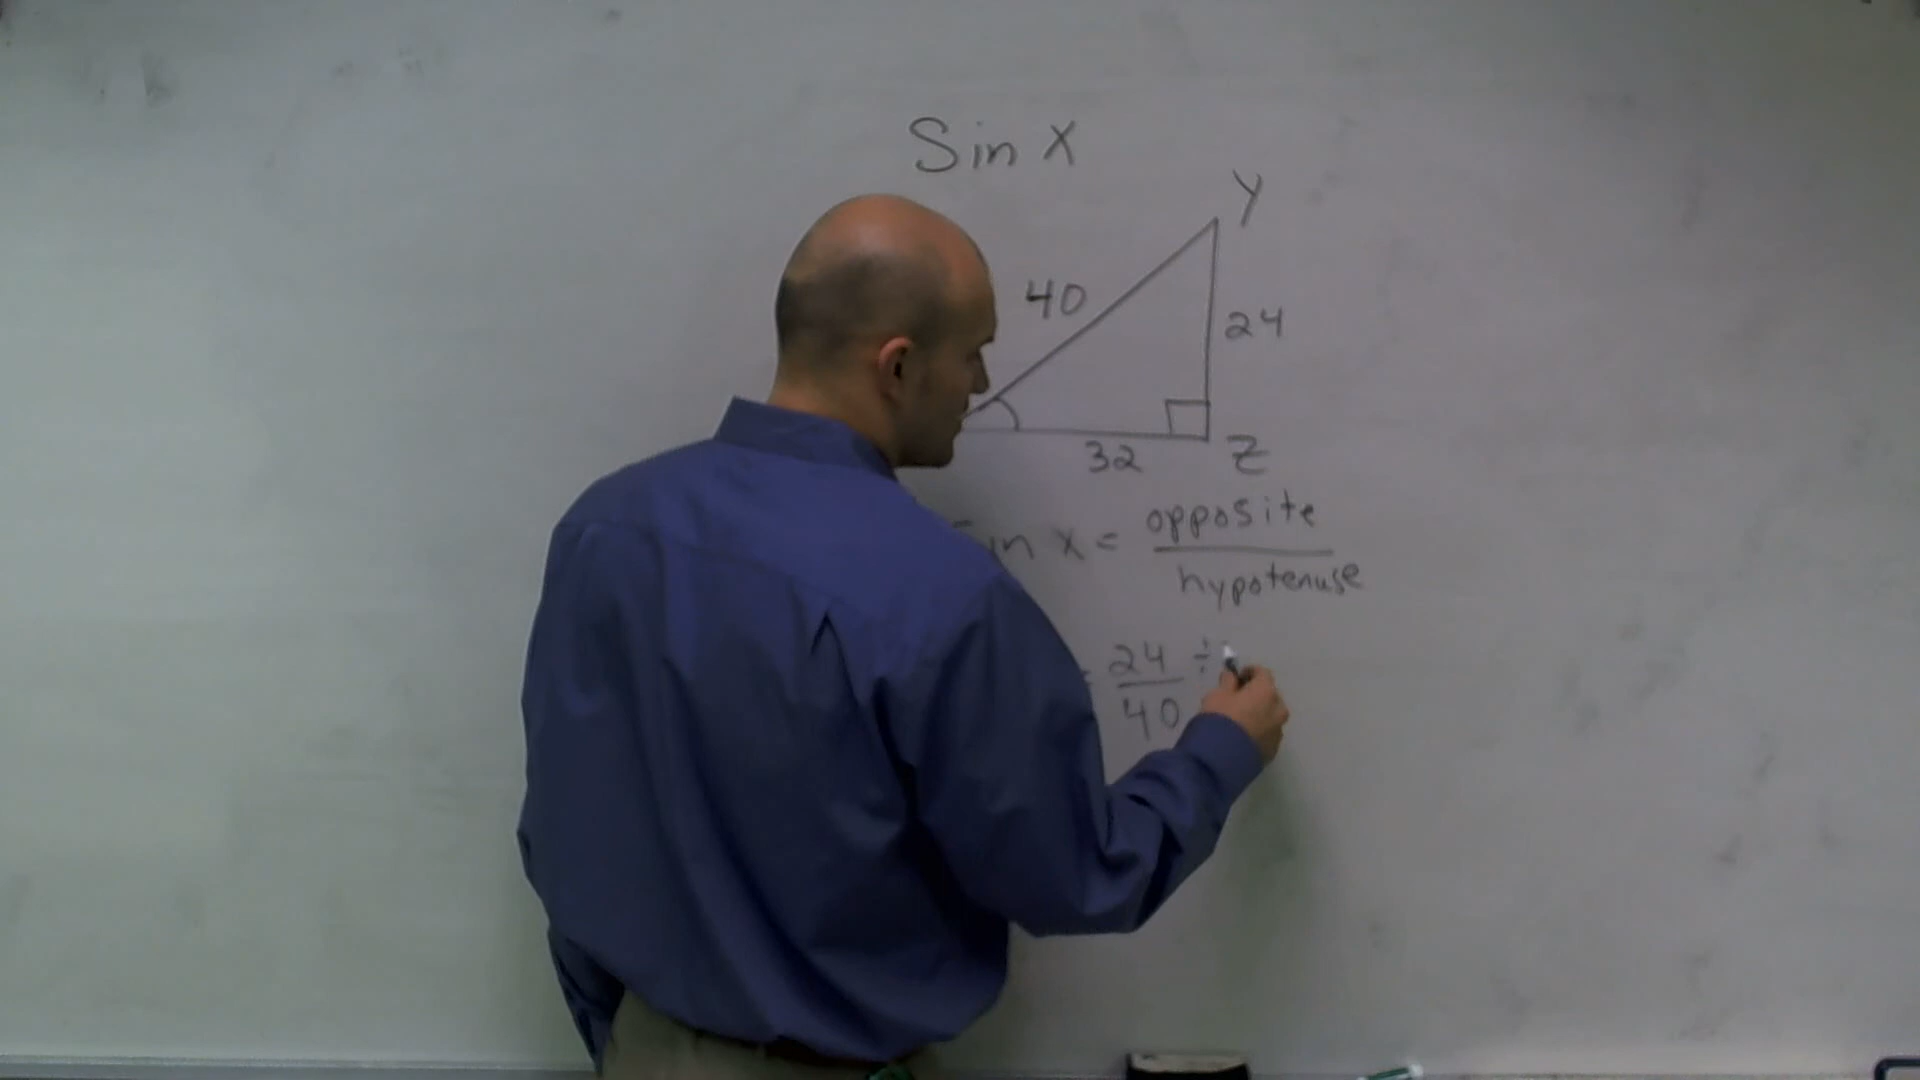 Sin X
Y
40
24
32
Z
in x = opposite
hypotenuse
24 ÷
40